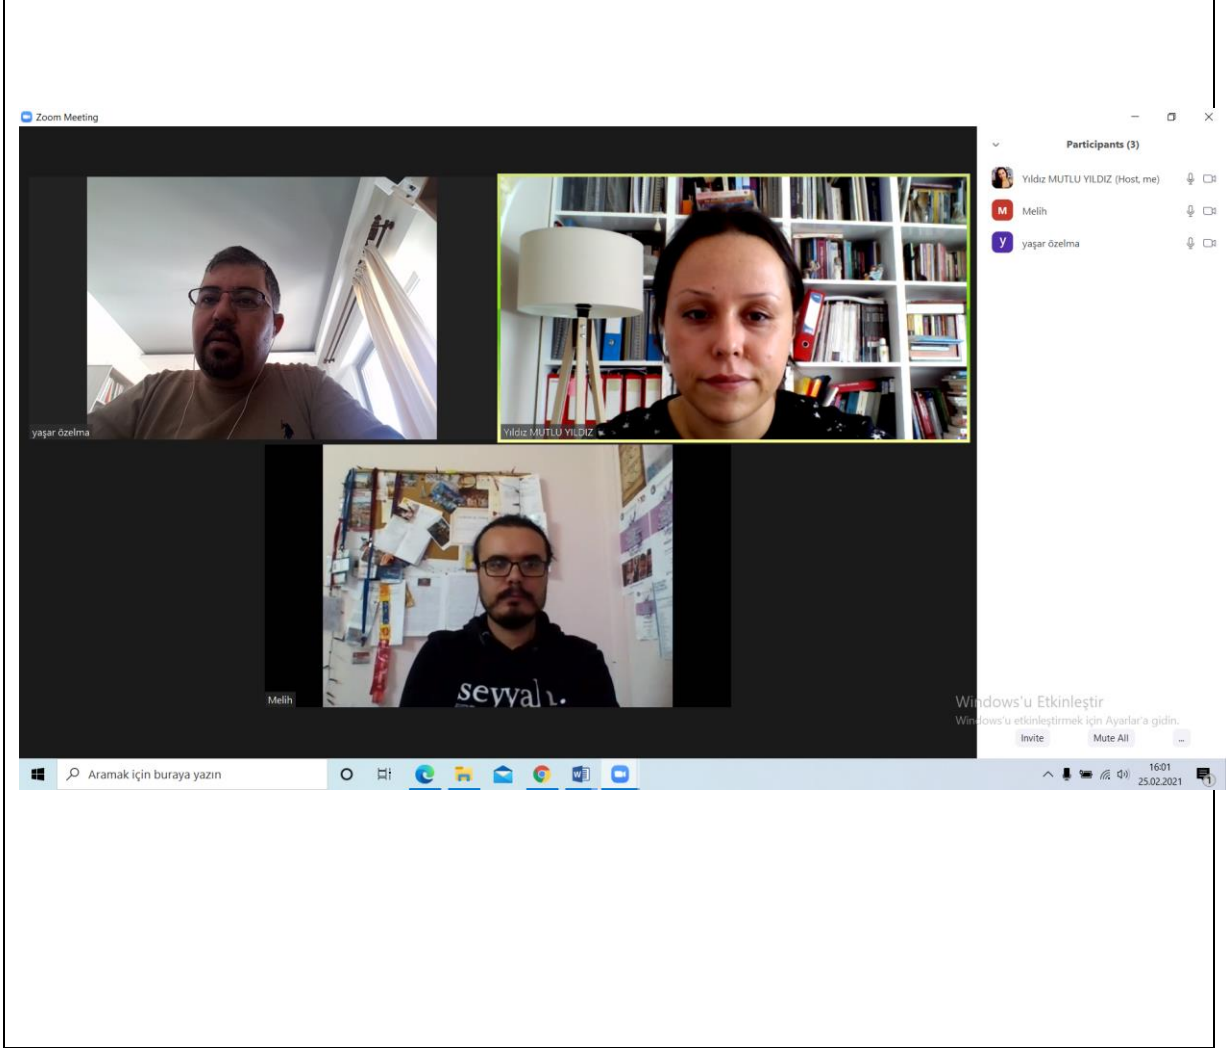 Zoom Meeting
Participants (3)
Yıldız MUTLU YILDIZ (Host, me)
M Melih
y yaşar özelma
yaşar özelma
Yıldız MUTLU YILDIZ
seyyah.
Melih
Windows'u Etkinleştir
Windows'u etkinleştirmek için Ayarlar'a gidin.
Invite Mute All ...
Aramak için buraya yazın
16:01
25.02.2021
1